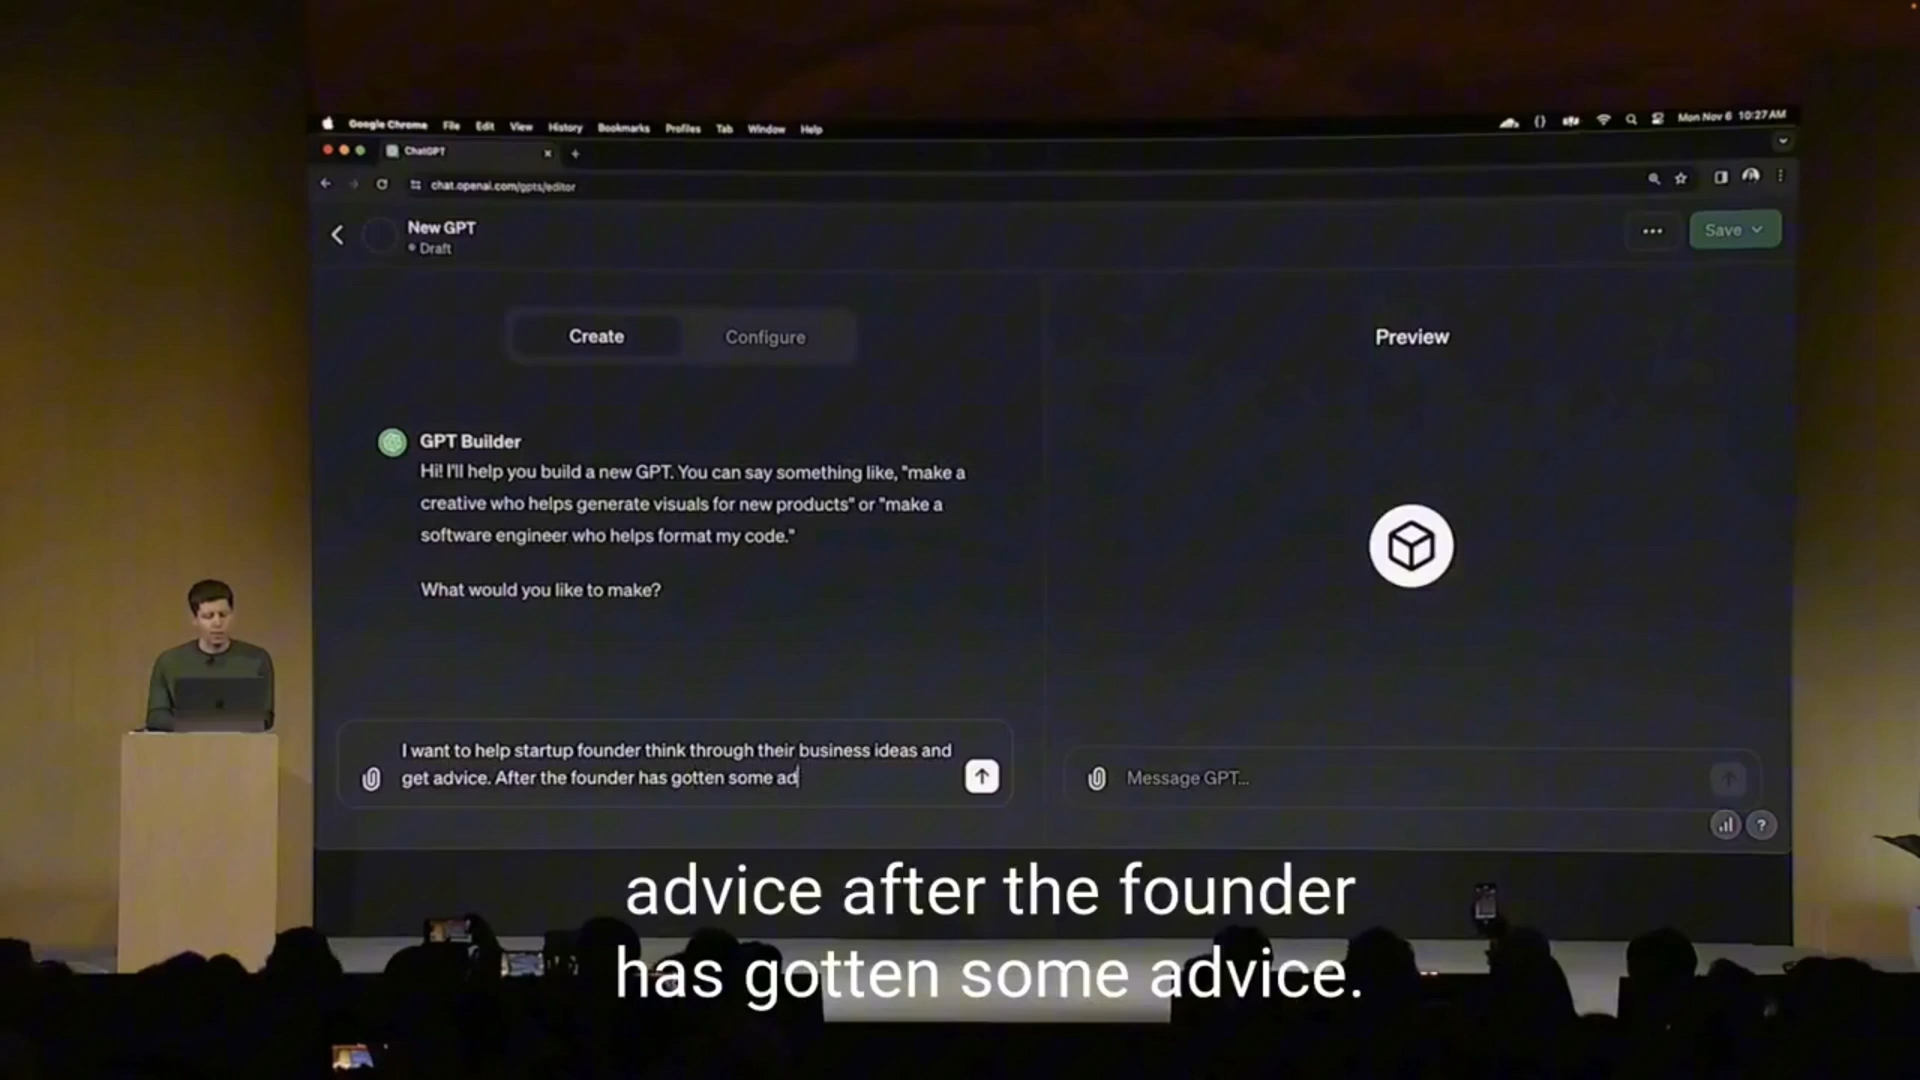 Google Chrome File Edit View History Bookmarks Profiles Tab Window Help Mon Nov 6 10:27 AM
ChatGPT
chat.openai.com/gpts/editor
New GPT
Draft
Save
Create Configure
Preview
GPT Builder
Hi! I'll help you build a new GPT. You can say something like, "make a
creative who helps generate visuals for new products" or "make a
software engineer who helps format my code."
What would you like to make?
I want to help startup founder think through their business ideas and
get advice. After the founder has gotten some ad
Message GPT...
advice after the founder
has gotten some advice.